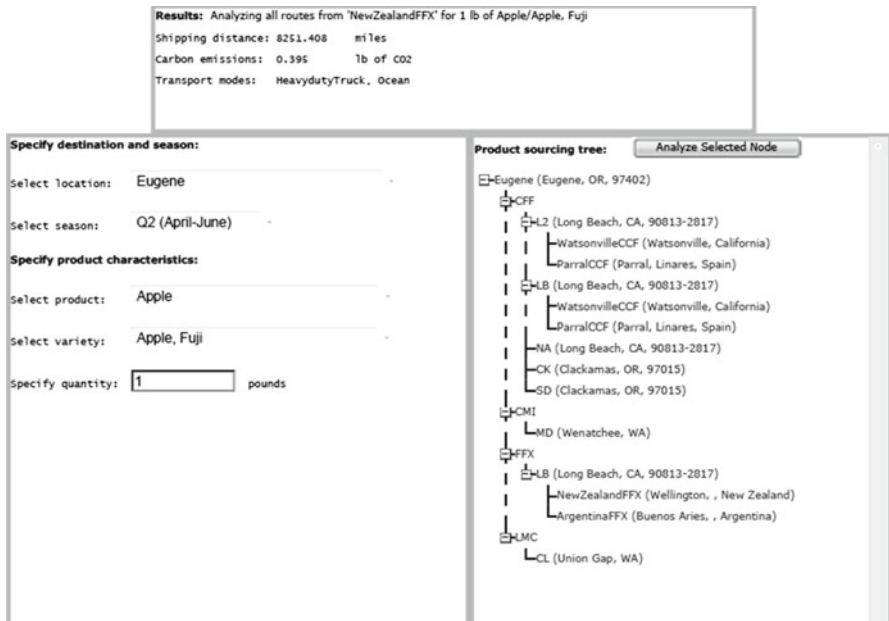 Results: Analyzing all routes from 'NewZealandFFX' for 1 lb of Apple/Apple, Fuji
Shipping distance: 8251.408 miles
Carbon emissions: 0.395 lb of CO2
Transport modes: HeavydutyTruck, Ocean
Specify destination and season:
Select location: Eugene
Select season: Q2 (April-June)
Specify product characteristics:
Select product: Apple
Select variety: Apple, Fuji
Specify quantity: 1 pounds
Product sourcing tree: Analyze Selected Node
Eugene (Eugene, OR, 97402)
CFF
L2 (Long Beach, CA, 90813-2817)
WatsonvilleCCF (Watsonville, California)
ParralCCF (Parral, Linares, Spain)
LB (Long Beach, CA, 90813-2817)
WatsonvilleCCF (Watsonville, California)
ParralCCF (Parral, Linares, Spain)
NA (Long Beach, CA, 90813-2817)
CK (Clackamas, OR, 97015)
SD (Clackamas, OR, 97015)
CMI
MD (Wenatchee, WA)
FFX
LB (Long Beach, CA, 90813-2817)
NewZealandFFX (Wellington, , New Zealand)
ArgentinaFFX (Buenos Aries, , Argentina)
LMC
CL (Union Gap, WA)